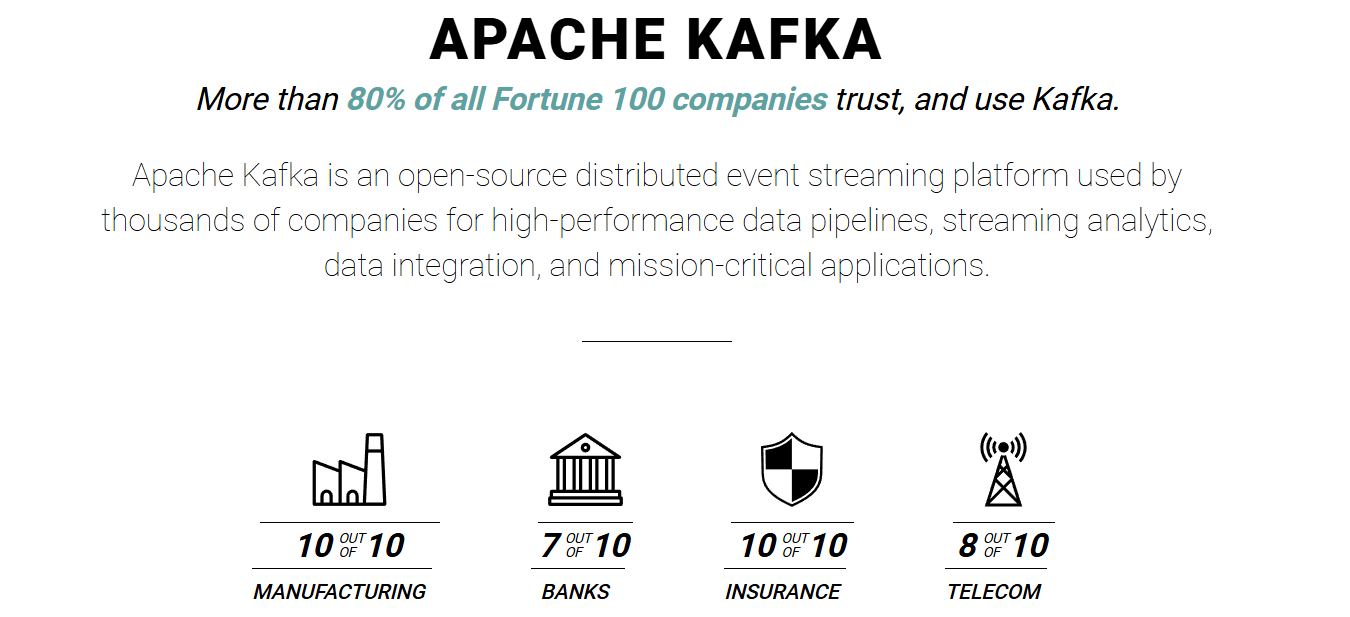 APACHE KAFKA
More than 80% of all Fortune 100 companies trust, and use Kafka.
Apache Kafka is an open-source distributed event streaming platform used by
thousands of companies for high-performance data pipelines, streaming analytics,
data integration, and mission-critical applications.
10 OUT OF 10
MANUFACTURING
7 OUT OF 10
BANKS
10 OUT OF 10
INSURANCE
8 OUT OF 10
TELECOM